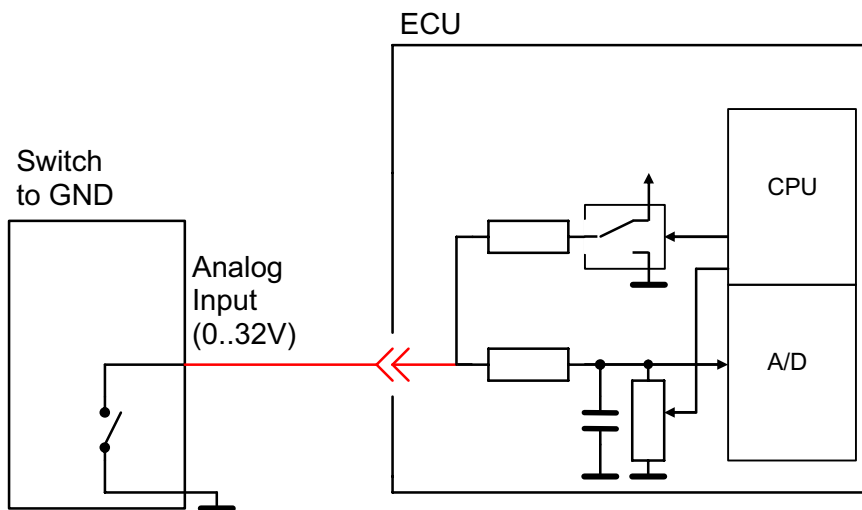 ECU
Switch
to GND
CPU
Analog
Input
(0..32V)
A/D